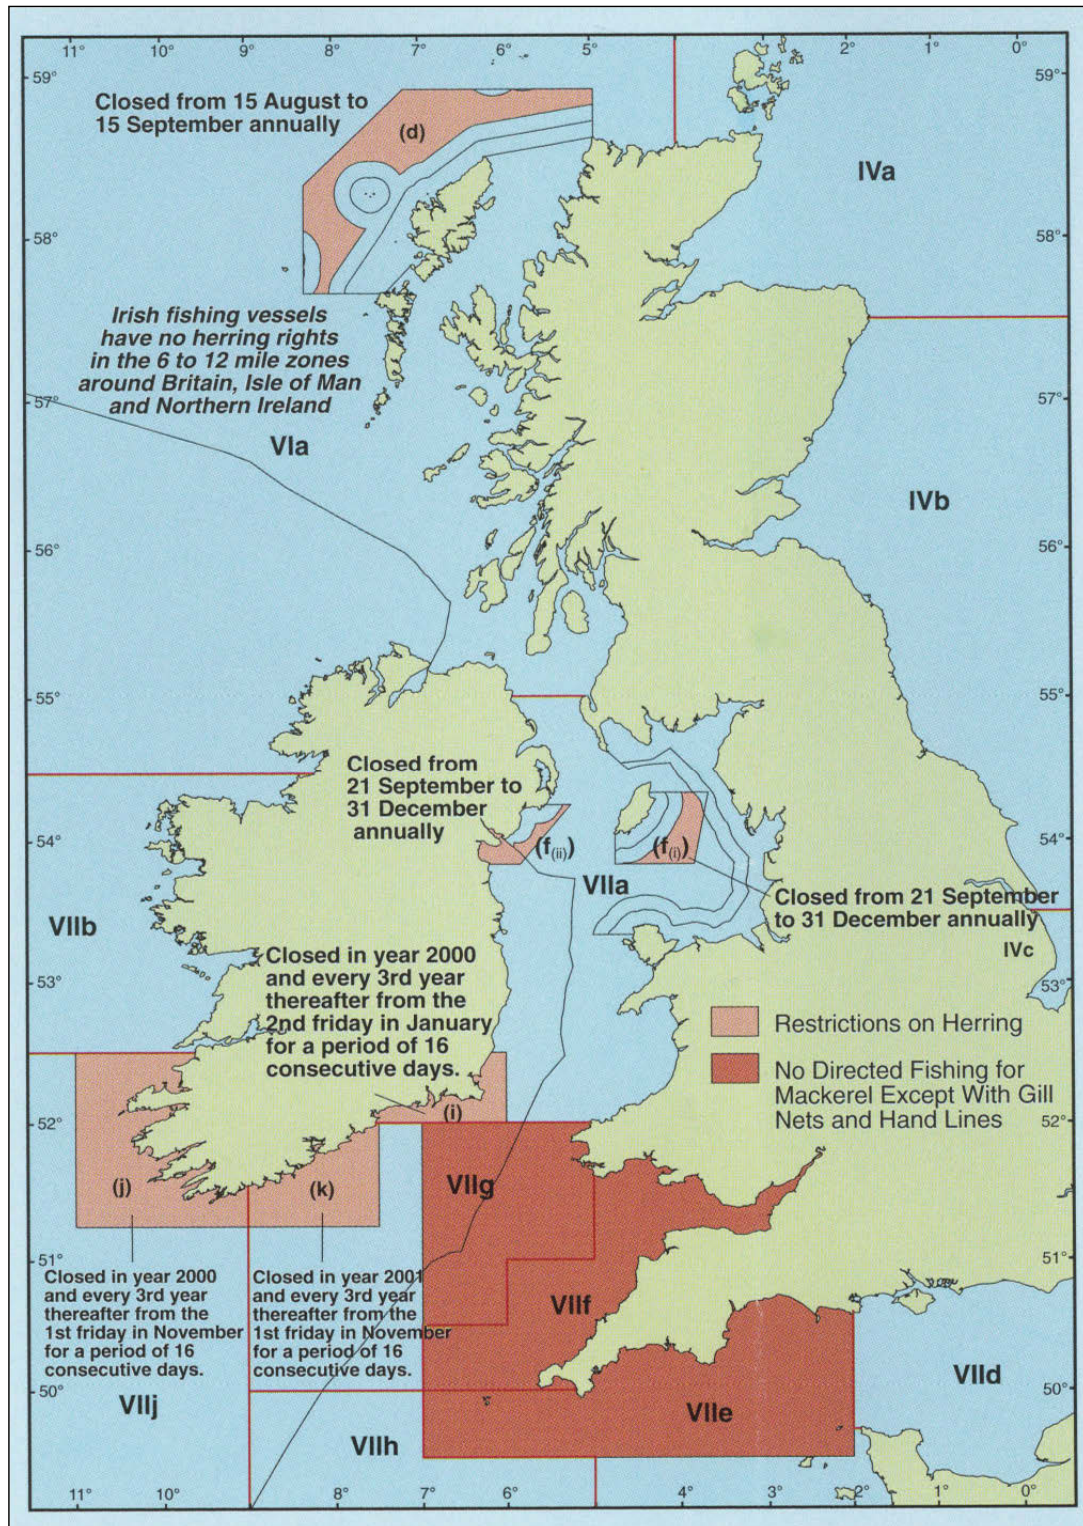 11° 10° 9° 8° 7° 6° 5° 2° 1° 0°
59° 59°
Closed from 15 August to
15 September annually
(d)
IVa
58° 58°
Irish fishing vessels
have no herring rights
in the 6 to 12 mile zones
around Britain, Isle of Man
and Northern Ireland
57° 57°
VIa
IVb
56° 56°
55° 55°
Closed from
21 September to
31 December
annually
54° 54°
(f(ii))
(f(i))
VIIa
Closed from 21 September
to 31 December annually
VIIb
IVc
Closed in year 2000
and every 3rd year
thereafter from the
2nd friday in January
for a period of 16
consecutive days.
53° 53°
Restrictions on Herring
No Directed Fishing for
Mackerel Except With Gill
Nets and Hand Lines
(i)
52° 52°
(j)
(k)
VIIg
51° 51°
Closed in year 2000
and every 3rd year
thereafter from the
1st friday in November
for a period of 16
consecutive days.
Closed in year 2001
and every 3rd year
thereafter from the
1st friday in November
for a period of 16
consecutive days.
VIIf
50° 50°
VIIj
VIIh
VIIe
VIId
11° 10° 9° 8° 7° 6° 4° 3° 2° 1° 0°